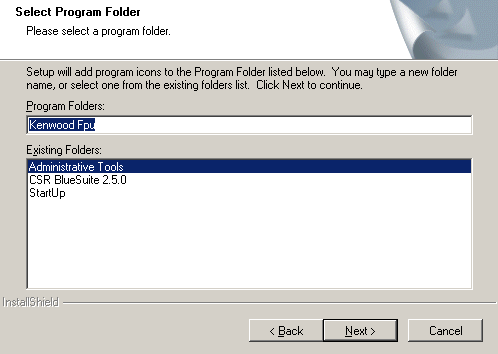 Select Program Folder
Please select a program folder.
Setup will add program icons to the Program Folder listed below. You may type a new folder
name, or select one from the existing folders list. Click Next to continue.
Program Folders:
Kenwood Fpu
Existing Folders:
Administrative Tools
CSR BlueSuite 2.5.0
StartUp
InstallShield
< Back Next > Cancel